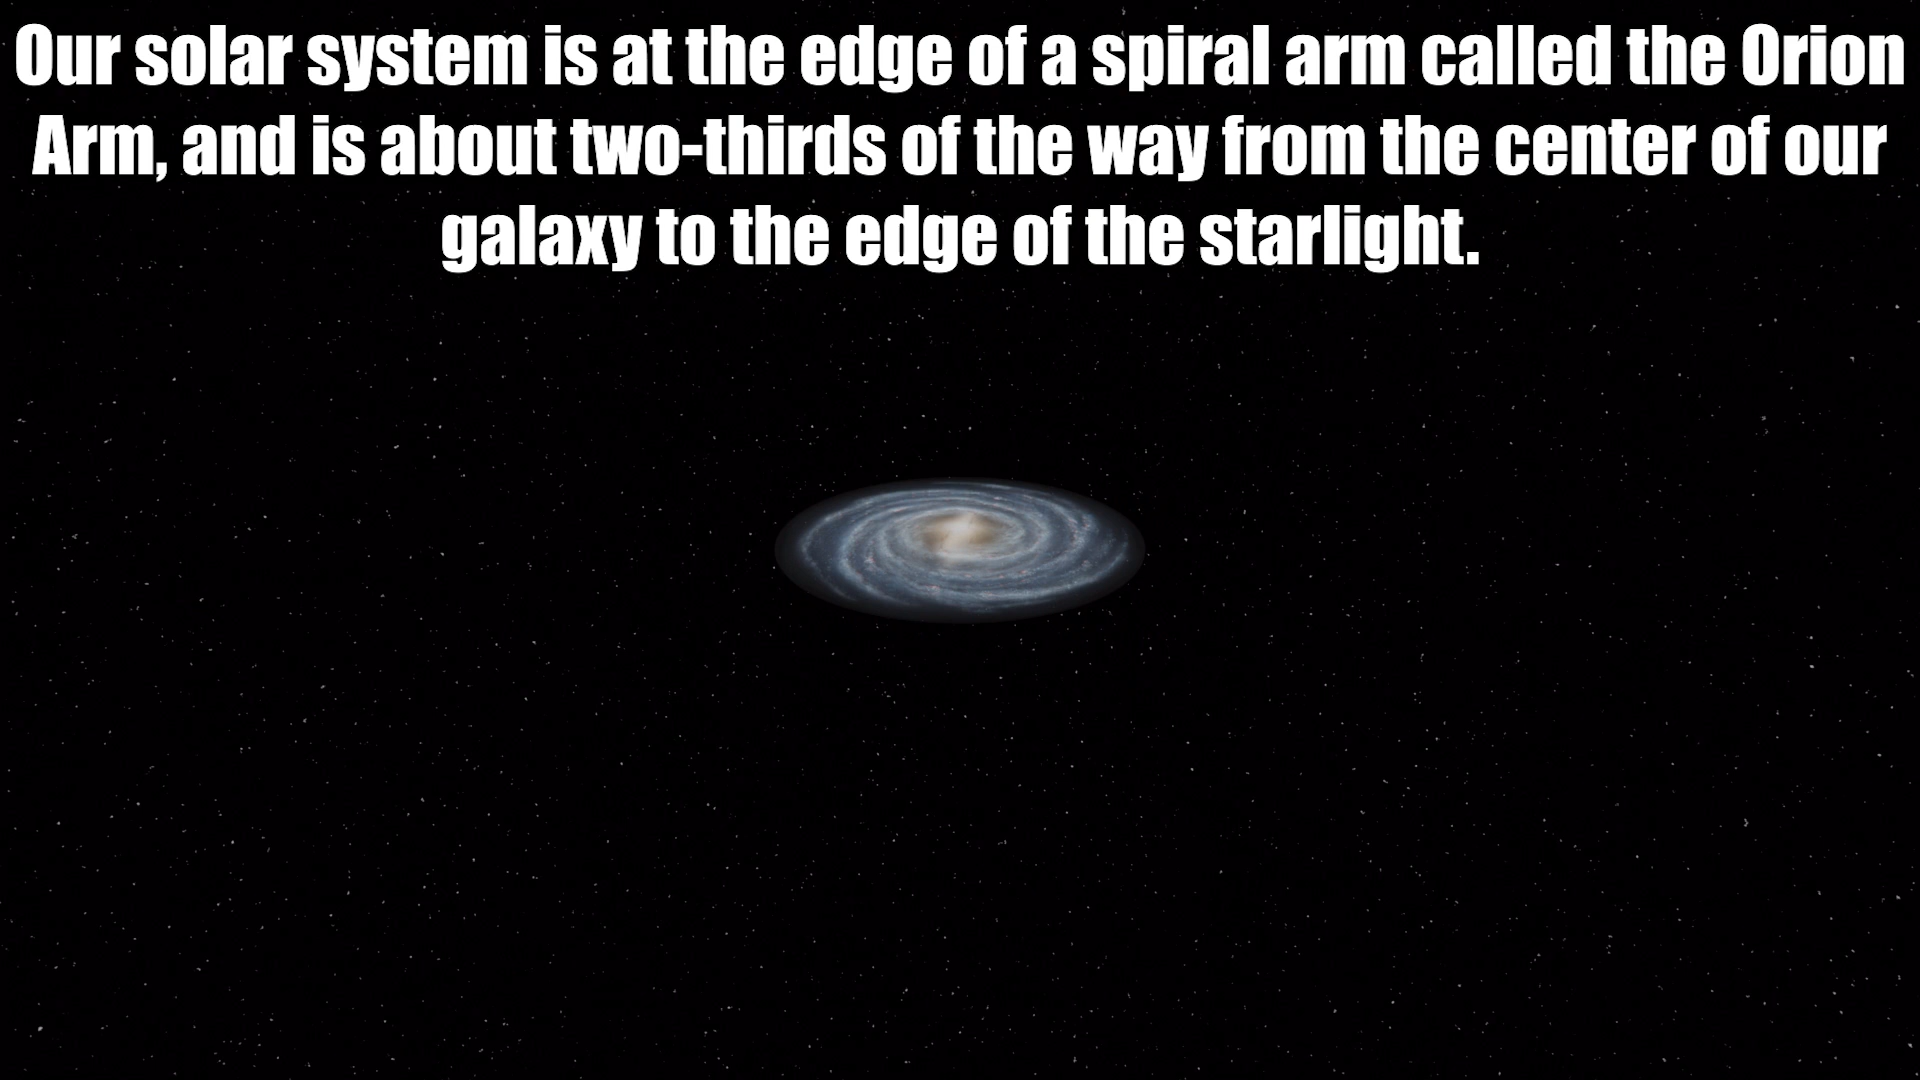 Our solar system is at the edge of a spiral arm called the Orion
Arm, and is about two-thirds of the way from the center of our
galaxy to the edge of the starlight.